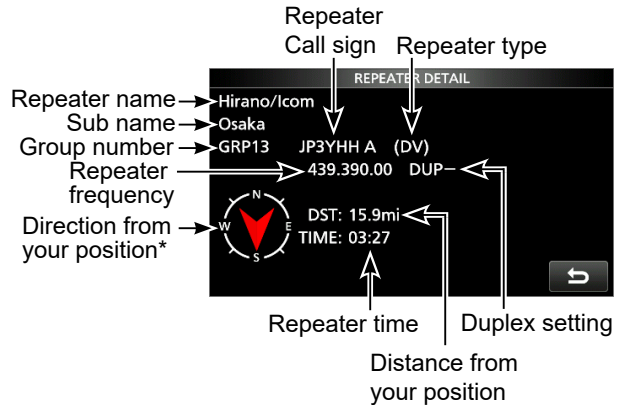 Repeater
Call sign
Repeater type
REPEATER DETAIL
Repeater name
Hirano/Icom
Sub name
Osaka
Group number
GRP13 JP3YHH A (DV)
Repeater
frequency
439.390.00 DUP−
Direction from
your position*
N
W
E
S
DST: 15.9mi
TIME: 03:27
Repeater time
Duplex setting
Distance from
your position